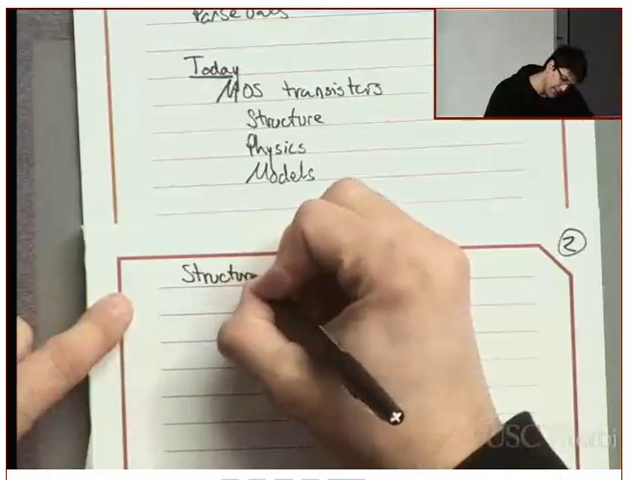 Today
MOS transistors
Structure
Physics
Models
2
Structure
USC